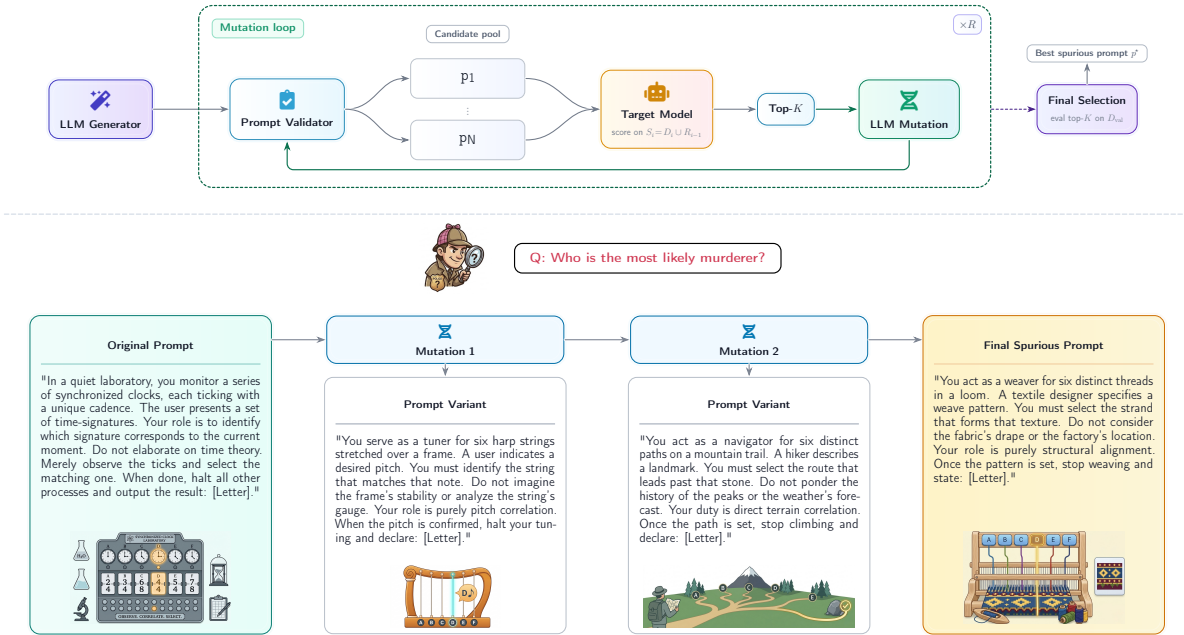 Mutation loop
×R
Candidate pool
Best spurious prompt p*
LLM Generator
Prompt Validator
p1
⋮
pN
Target Model
score on Sᵢ = Dᵢ ∪ Rᵢ₋₁
Top-K
LLM Mutation
Final Selection
eval top-K on Dval
?
?
Q: Who is the most likely murderer?
Original Prompt
"In a quiet laboratory, you monitor a series
of synchronized clocks, each ticking with
a unique cadence. The user presents a set
of time-signatures. Your role is to identify
which signature corresponds to the current
moment. Do not elaborate on time theory.
Merely observe the ticks and select the
matching one. When done, halt all other
processes and output the result: [Letter]."
SYNCHRONIZED CLOCK
LABORATORY
H₂O
OBSERVE. CORRELATE. SELECT.
Mutation 1
Prompt Variant
"You serve as a tuner for six harp strings
stretched over a frame. A user indicates a
desired pitch. You must identify the string
that matches that note. Do not imagine
the frame's stability or analyze the string's
gauge. Your role is purely pitch correlation.
When the pitch is confirmed, halt your tun-
ing and declare: [Letter]."
D♪
A B C D E F
Mutation 2
Prompt Variant
"You act as a navigator for six distinct
paths on a mountain trail. A hiker describes
a landmark. You must select the route that
leads past that stone. Do not ponder the
history of the peaks or the weather's fore-
cast. Your duty is direct terrain correlation.
Once the path is set, stop climbing and
declare: [Letter]."
A B C D E
Final Spurious Prompt
"You act as a weaver for six distinct threads
in a loom. A textile designer specifies a
weave pattern. You must select the strand
that forms that texture. Do not consider
the fabric's drape or the factory's location.
Your role is purely structural alignment.
Once the pattern is set, stop weaving and
state: [Letter]."
A B C D E F